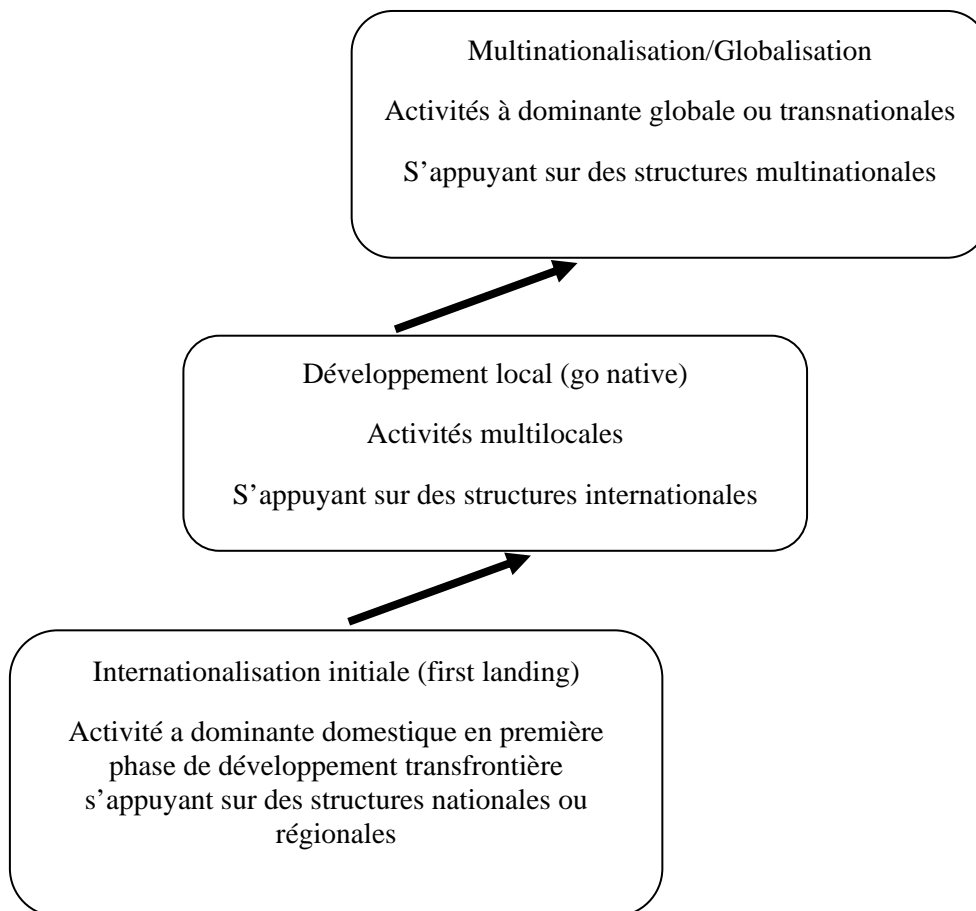 Multinationalisation/Globalisation
Activités à dominante globale ou transnationales
S’appuyant sur des structures multinationales
Développement local (go native)
Activités multilocales
S’appuyant sur des structures internationales
Internationalisation initiale (first landing)
Activité a dominante domestique en première
phase de développement transfrontière
s’appuyant sur des structures nationales ou
régionales